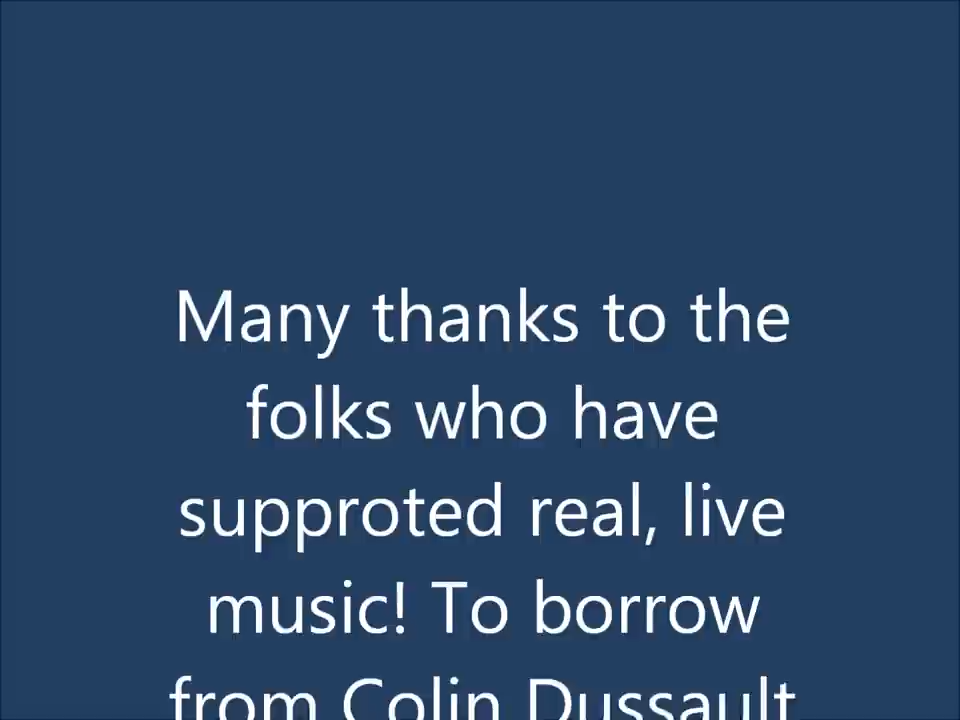 Many thanks to the
folks who have
supproted real, live
music! To borrow
from Colin Dussault